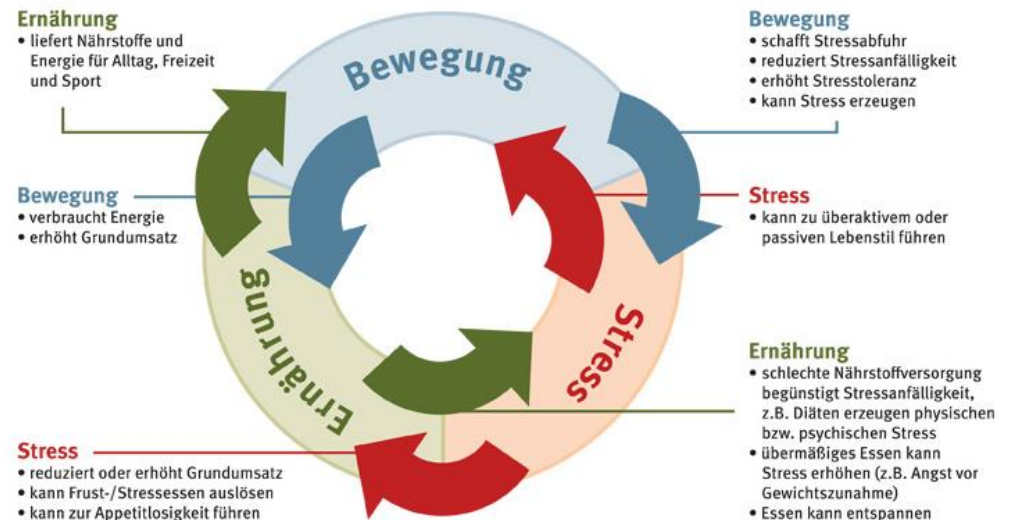 Ernährung
• liefert Nährstoffe und
Energie für Alltag, Freizeit
und Sport
Bewegung
• schafft Stressabfuhr
• reduziert Stressanfälligkeit
• erhöht Stresstoleranz
• kann Stress erzeugen
Bewegung
Bewegung
• verbraucht Energie
• erhöht Grundumsatz
Stress
• kann zu überaktivem oder
passiven Lebenstil führen
Ernährung
Stress
Ernährung
• schlechte Nährstoffversorgung
begünstigt Stressanfälligkeit,
z.B. Diäten erzeugen physischen
bzw. psychischen Stress
• übermäßiges Essen kann
Stress erhöhen (z.B. Angst vor
Gewichtszunahme)
• Essen kann entspannen
Stress
• reduziert oder erhöht Grundumsatz
• kann Frust-/Stressessen auslösen
• kann zur Appetitlosigkeit führen